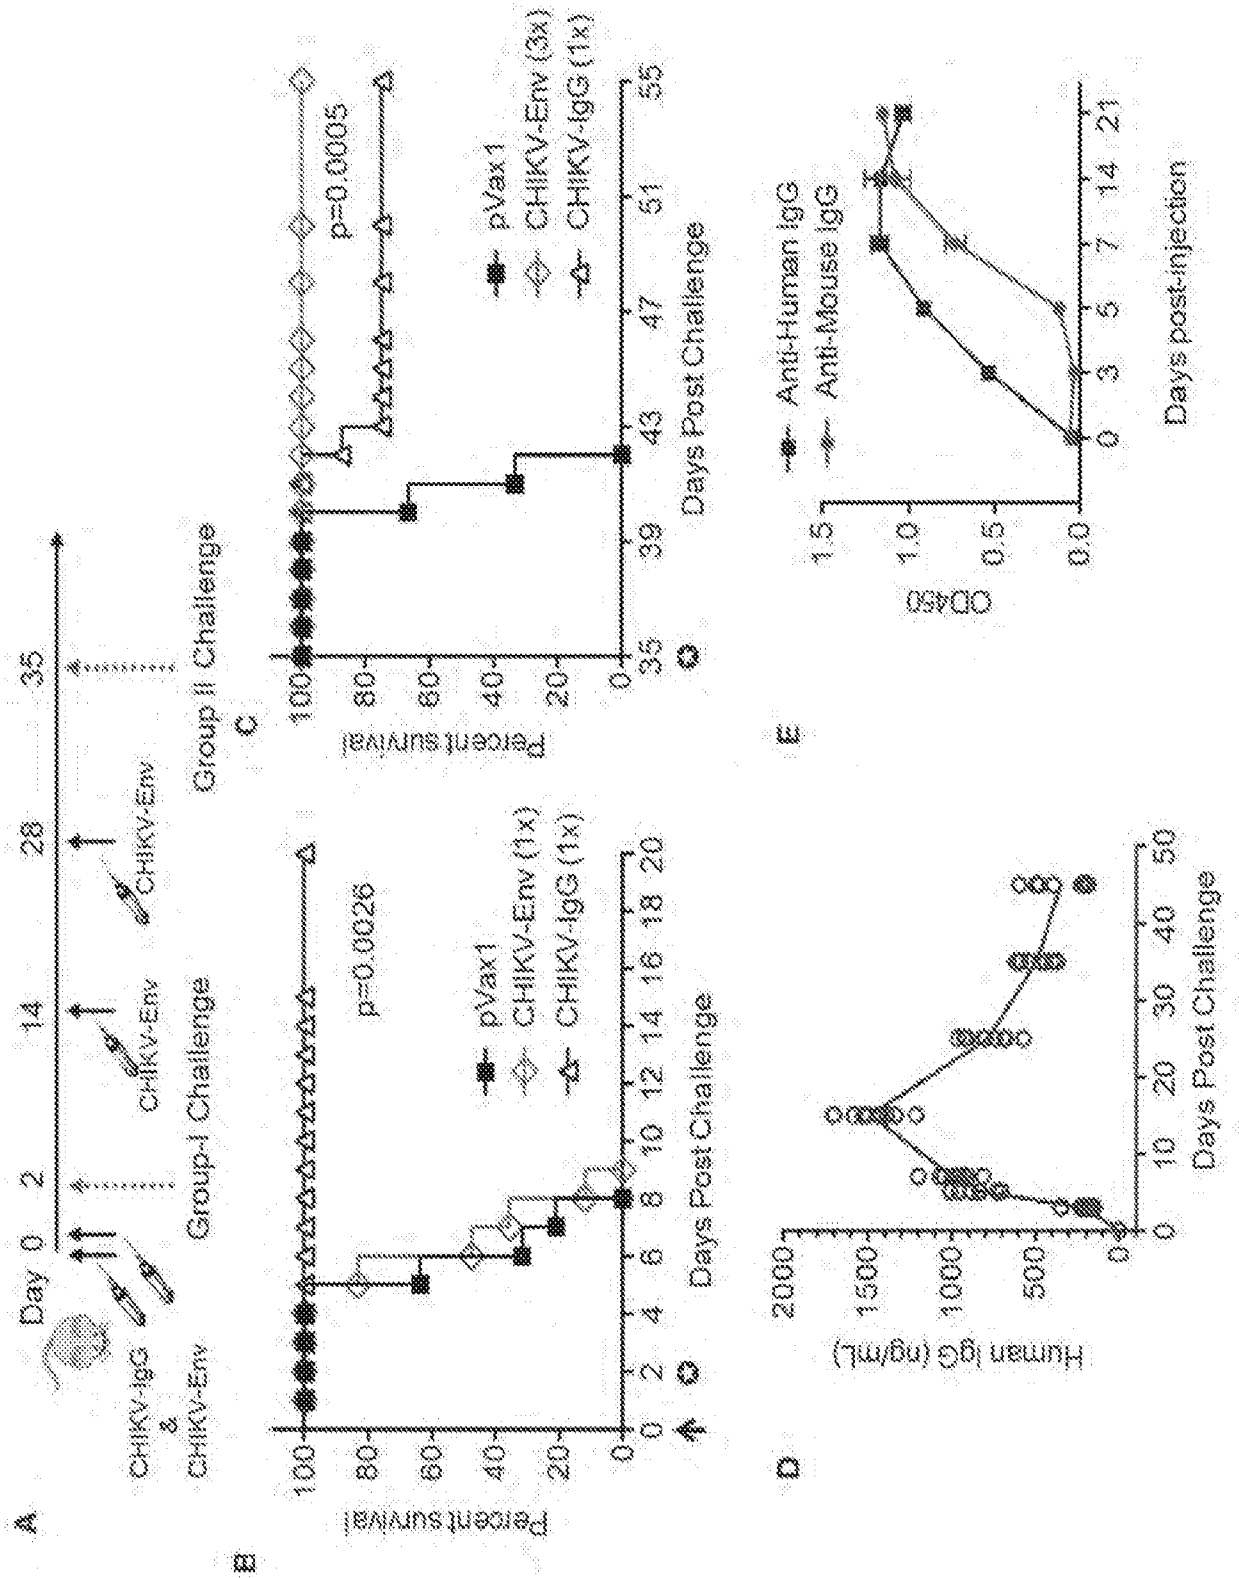 A
Day 0 2 14 28 35
CHIKV-IgG
&
CHIKV-Env
CHIKV-Env
CHIKV-Env
Group-I Challenge
Group II Challenge
B
Percent survival
100
80
60
40
20
0
0 2 4 6 8 10 12 14 16 18 20
Days Post Challenge
p=0.0026
pVax1
CHIKV-Env (1x)
CHIKV-IgG (1x)
C
Percent survival
100
80
60
40
20
0
35 39 43 47 51 55
Days Post Challenge
p=0.0005
pVax1
CHIKV-Env (3x)
CHIKV-IgG (1x)
D
Human IgG (ng/mL)
2000
1500
1000
500
0
0 10 20 30 40 50
Days Post Challenge
E
Anti-Human IgG
Anti-Mouse IgG
OD450
1.5
1.0
0.5
0.0
0 3 5 7 14 21
Days post-injection